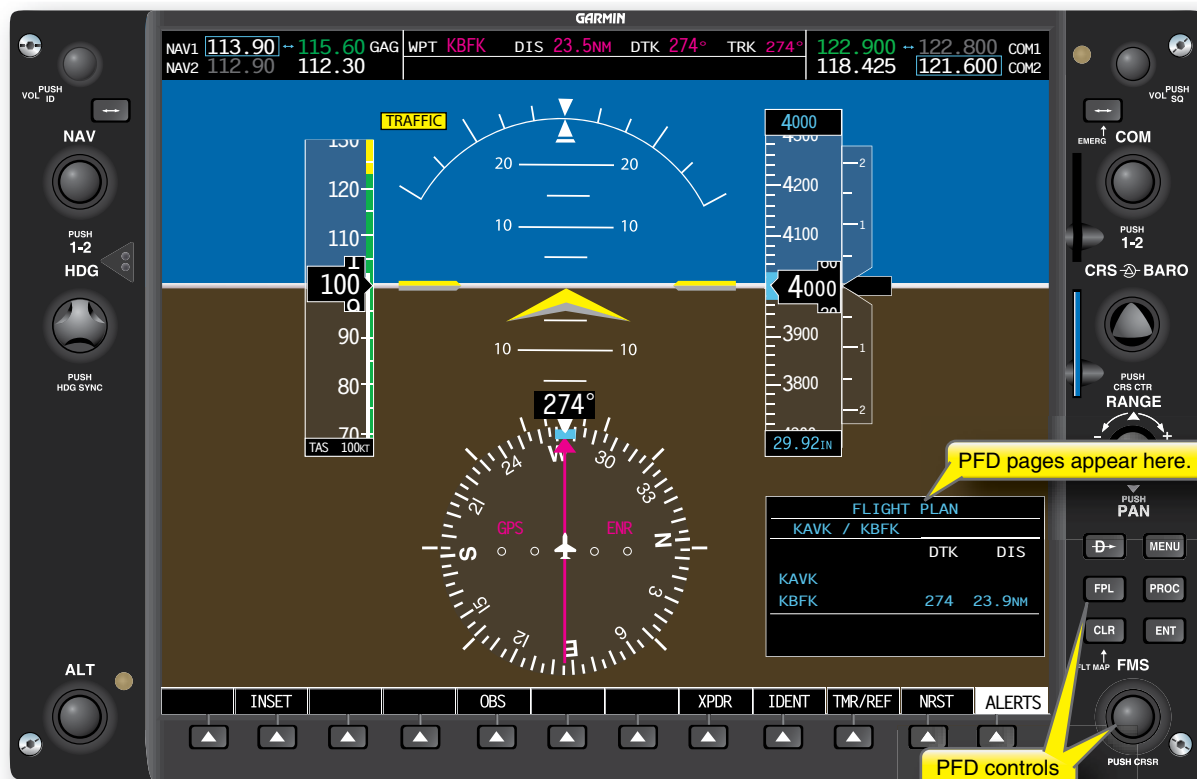 GARMIN
NAV1 113.90 ↔ 115.60 GAG
NAV2 112.90 112.30
WPT KBFK DIS 23.5NM DTK 274° TRK 274°
122.900 ↔ 122.800 COM1
118.425 121.600 COM2
VOL PUSH ID
NAV
PUSH
1-2
HDG
PUSH
HDG SYNC
ALT
VOL PUSH SQ
EMERG
COM
PUSH
1-2
CRS BARO
PUSH
CRS CTR
RANGE
- +
PUSH
PAN
D MENU
FPL PROC
CLR ENT
FMS
PUSH CRSR
TRAFFIC
130
120
110
100
90
80
70
TAS 100KT
20 20
10 10
10 10
4000
4300
4200
4100
4000
3900
3800
29.92IN
2
1
1
2
274°
W
30
33
N
3
6
E
12
15
S
21
24
GPS ENR
PFD pages appear here.
FLIGHT PLAN
KAVK / KBFK
DTK DIS
KAVK
KBFK 274 23.9NM
INSET OBS XPDR IDENT TMR/REF NRST ALERTS
PFD controls